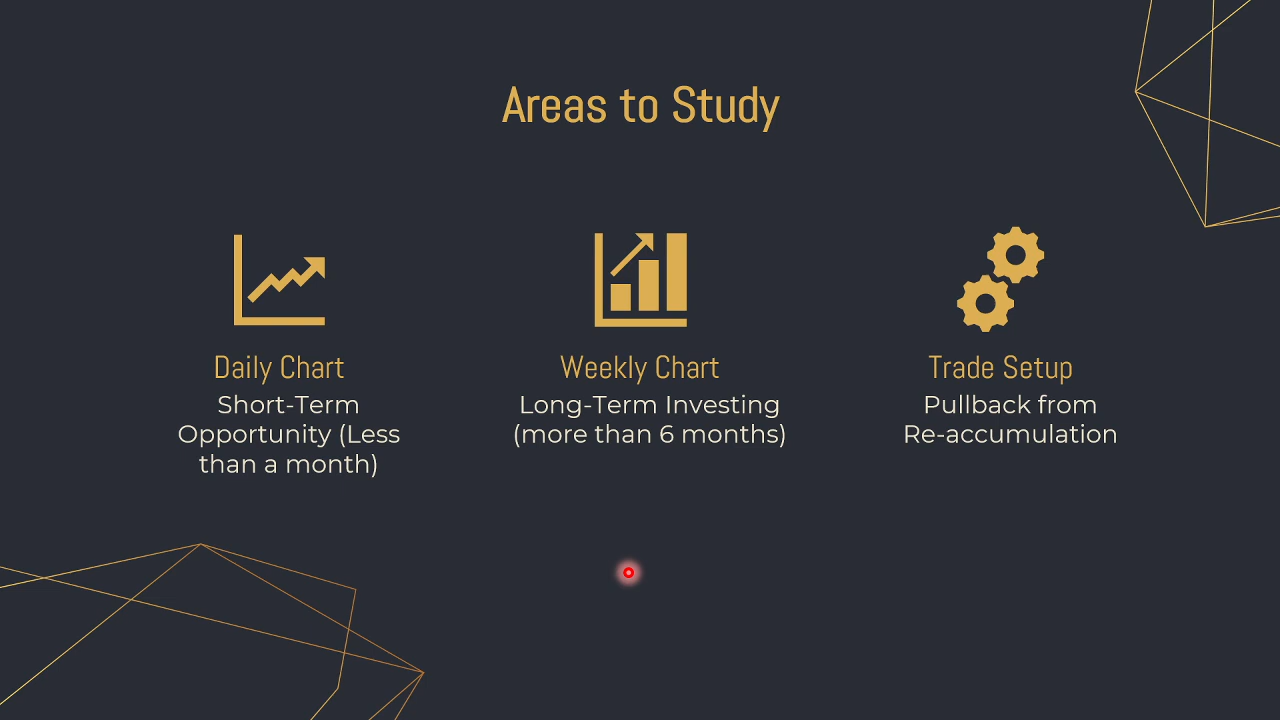 Areas to Study
Daily Chart
Short-Term
Opportunity (Less
than a month)
Weekly Chart
Long-Term Investing
(more than 6 months)
Trade Setup
Pullback from
Re-accumulation